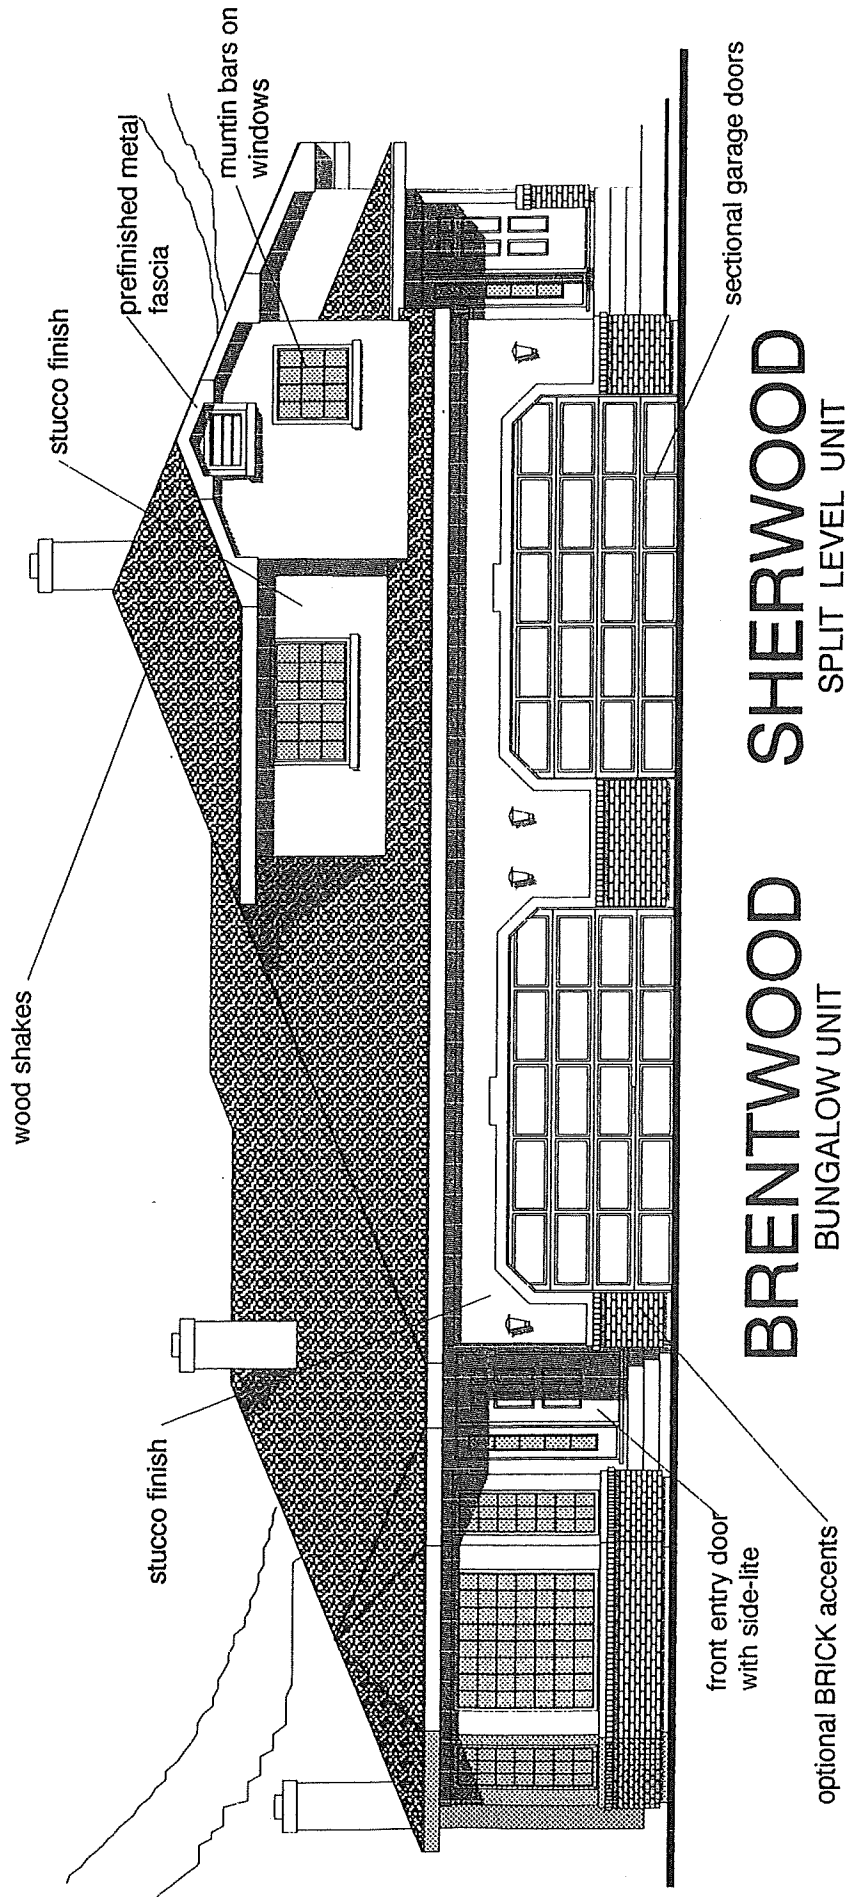 wood shakes
stucco finish
prefinished metal
fascia
muntin bars on
windows
stucco finish
front entry door
with side-lite
optional BRICK accents
sectional garage doors
BRENTWOOD
BUNGALOW UNIT
SHERWOOD
SPLIT LEVEL UNIT